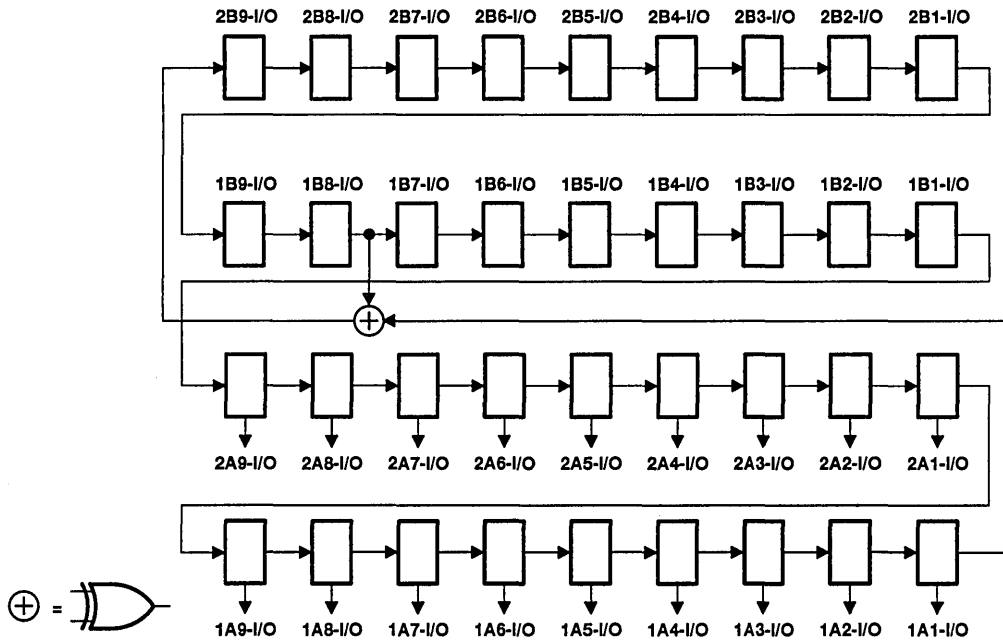 2B9-I/O 2B8-I/O 2B7-I/O 2B6-I/O 2B5-I/O 2B4-I/O 2B3-I/O 2B2-I/O 2B1-I/O
1B9-I/O 1B8-I/O 1B7-I/O 1B6-I/O 1B5-I/O 1B4-I/O 1B3-I/O 1B2-I/O 1B1-I/O
2A9-I/O 2A8-I/O 2A7-I/O 2A6-I/O 2A5-I/O 2A4-I/O 2A3-I/O 2A2-I/O 2A1-I/O
=
1A9-I/O 1A8-I/O 1A7-I/O 1A6-I/O 1A5-I/O 1A4-I/O 1A3-I/O 1A2-I/O 1A1-I/O